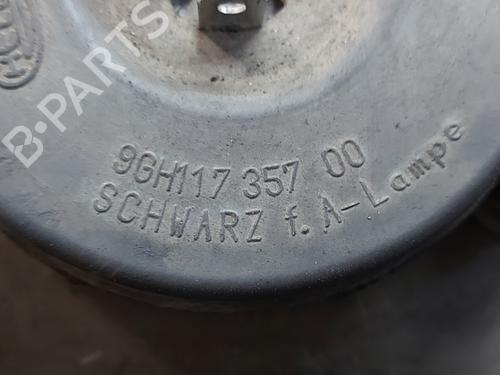 B-PARTS
9GH117 357 00
SCHWARZ f. A-Lampe